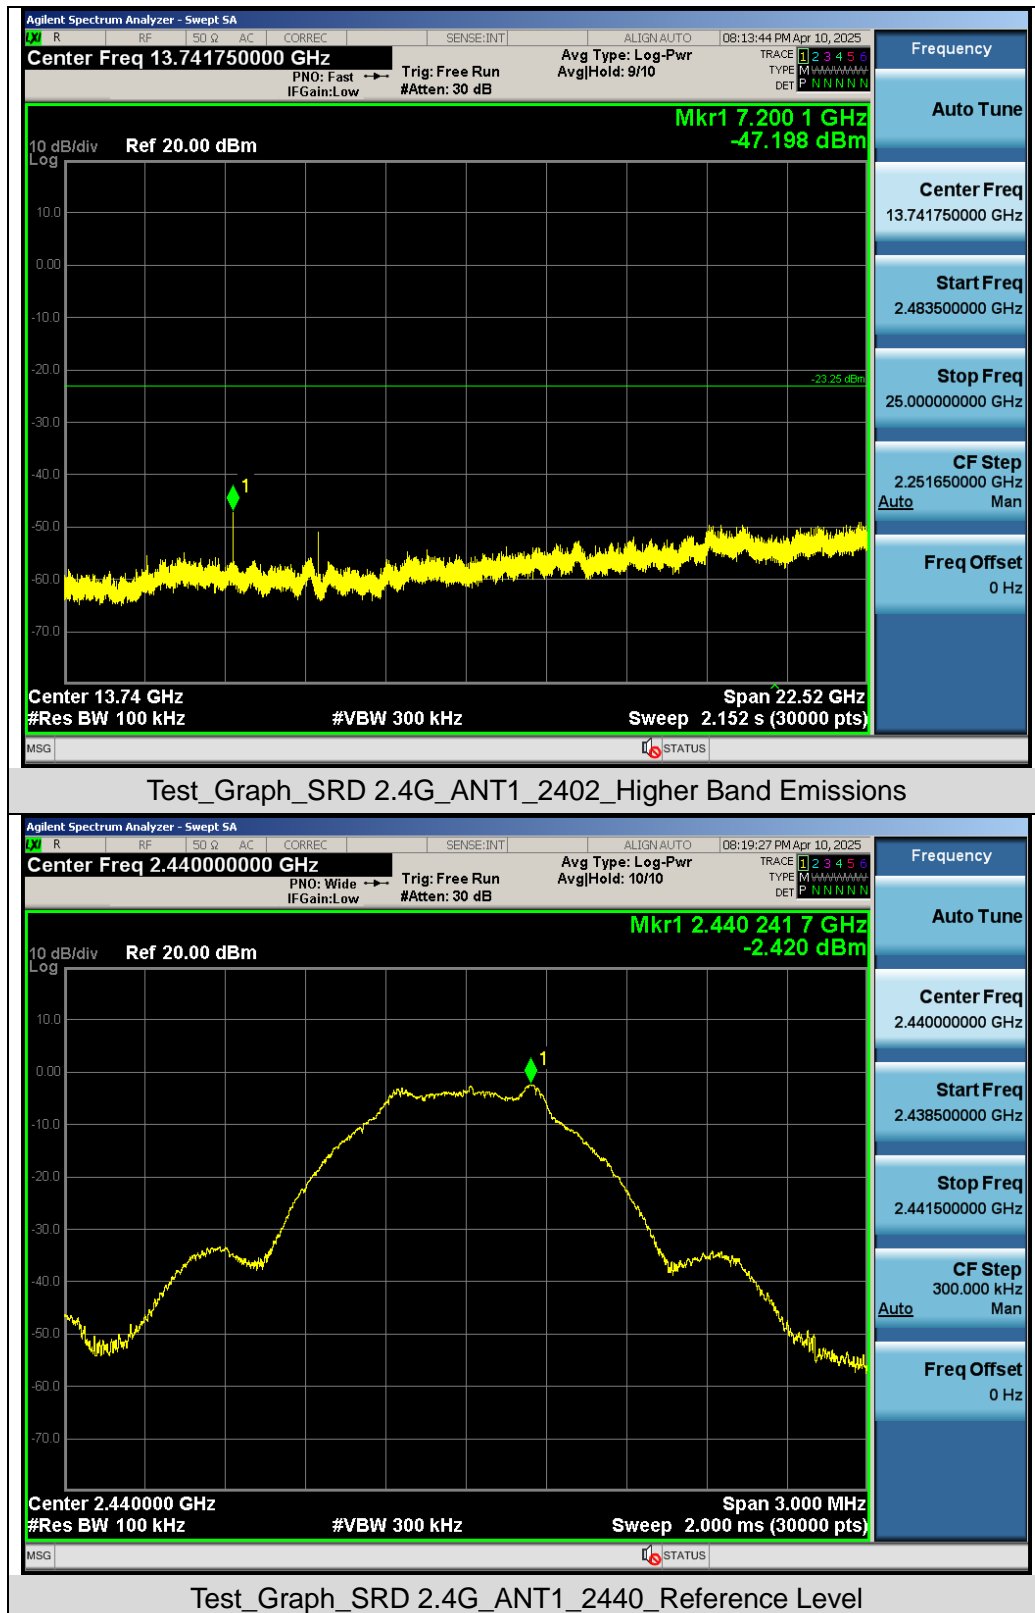 Agilent Spectrum Analyzer - Swept SA
LXI R RF 50 Ω AC CORREC SENSE:INT ALIGN AUTO 08:13:44 PM Apr 10, 2025
Center Freq 13.741750000 GHz
PNO: Fast
IFGain:Low
Trig: Free Run
#Atten: 30 dB
Avg Type: Log-Pwr
Avg|Hold: 9/10
TRACE 1 2 3 4 5 6
TYPE M
DET P N N N N N
Mkr1 7.200 1 GHz
-47.198 dBm
10 dB/div Ref 20.00 dBm
Log
10.0
0.00
-10.0
-20.0
-23.25 dBm
-30.0
-40.0
1
-50.0
-60.0
-70.0
Center 13.74 GHz Span 22.52 GHz
#Res BW 100 kHz #VBW 300 kHz Sweep 2.152 s (30000 pts)
MSG STATUS
Frequency
Auto Tune
Center Freq
13.741750000 GHz
Start Freq
2.483500000 GHz
Stop Freq
25.000000000 GHz
CF Step
2.251650000 GHz
Auto Man
Freq Offset
0 Hz
Test_Graph_SRD 2.4G_ANT1_2402_Higher Band Emissions
Agilent Spectrum Analyzer - Swept SA
LXI R RF 50 Ω AC CORREC SENSE:INT ALIGN AUTO 08:19:27 PM Apr 10, 2025
Center Freq 2.440000000 GHz
PNO: Wide
IFGain:Low
Trig: Free Run
#Atten: 30 dB
Avg Type: Log-Pwr
Avg|Hold: 10/10
TRACE 1 2 3 4 5 6
TYPE M
DET P N N N N N
Mkr1 2.440 241 7 GHz
-2.420 dBm
10 dB/div Ref 20.00 dBm
Log
10.0
0.00
1
-10.0
-20.0
-30.0
-40.0
-50.0
-60.0
-70.0
Center 2.440000 GHz Span 3.000 MHz
#Res BW 100 kHz #VBW 300 kHz Sweep 2.000 ms (30000 pts)
MSG STATUS
Frequency
Auto Tune
Center Freq
2.440000000 GHz
Start Freq
2.438500000 GHz
Stop Freq
2.441500000 GHz
CF Step
300.000 kHz
Auto Man
Freq Offset
0 Hz
Test_Graph_SRD 2.4G_ANT1_2440_Reference Level